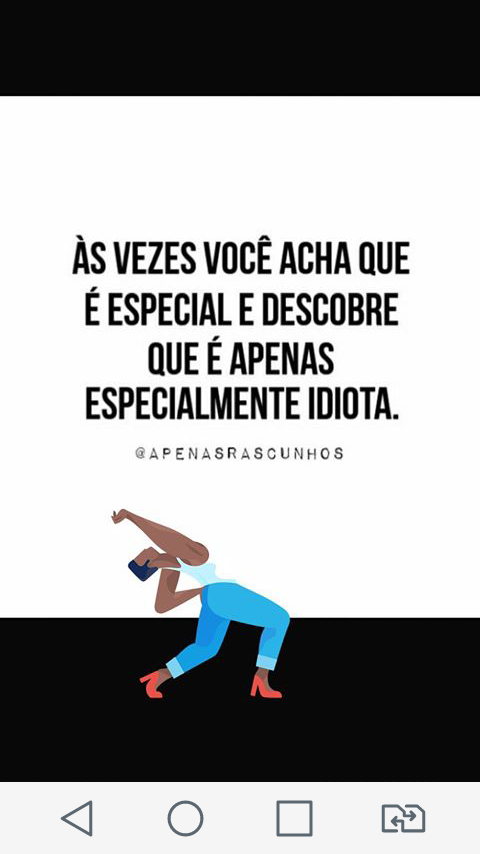 ÀS VEZES VOCÊ ACHA QUE
É ESPECIAL E DESCOBRE
QUE É APENAS
ESPECIALMENTE IDIOTA.
@APENASRASCUNHOS